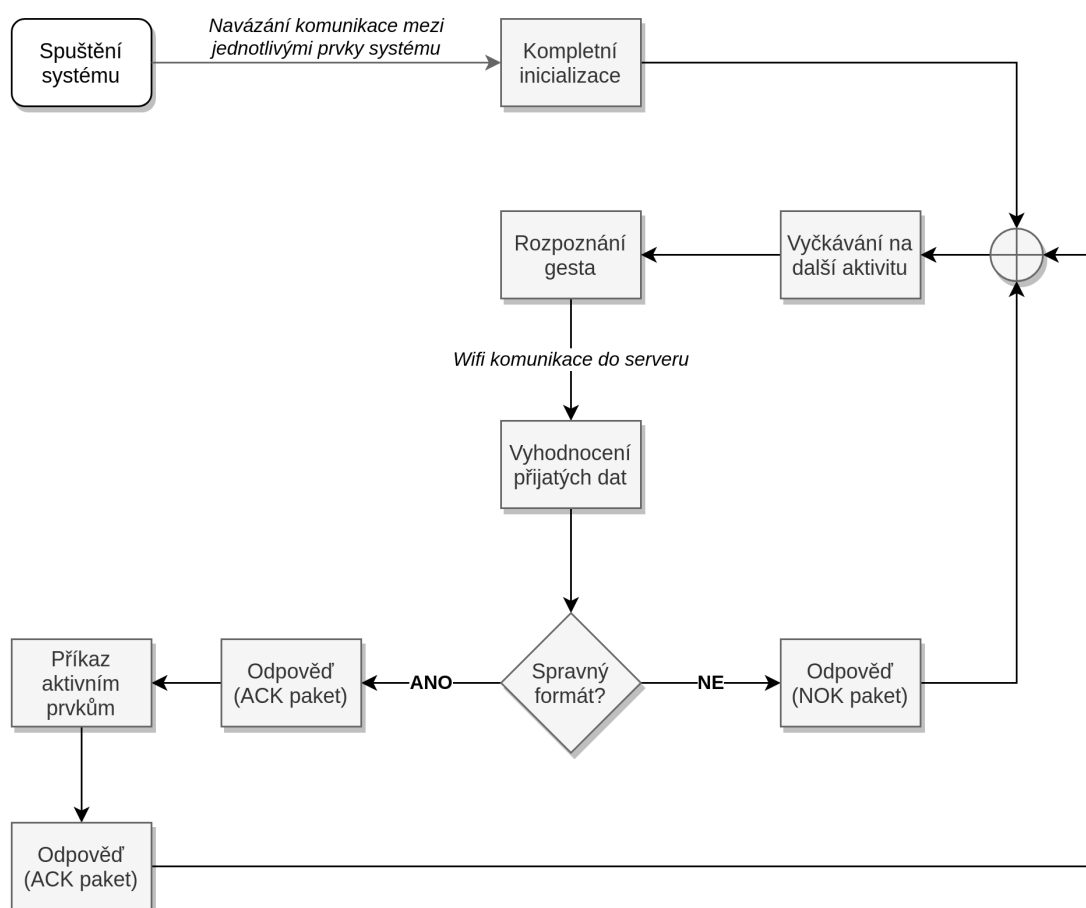 Spuštění
systému
Navázání komunikace mezi
jednotlivými prvky systému
Kompletní
inicializace
Rozpoznání
gesta
Vyčkávání na
další aktivitu
Wifi komunikace do serveru
Vyhodnocení
přijatých dat
Spravný
formát?
ANO
NE
Odpověď
(ACK paket)
Příkaz
aktivním
prvkům
Odpověď
(NOK paket)
Odpověď
(ACK paket)